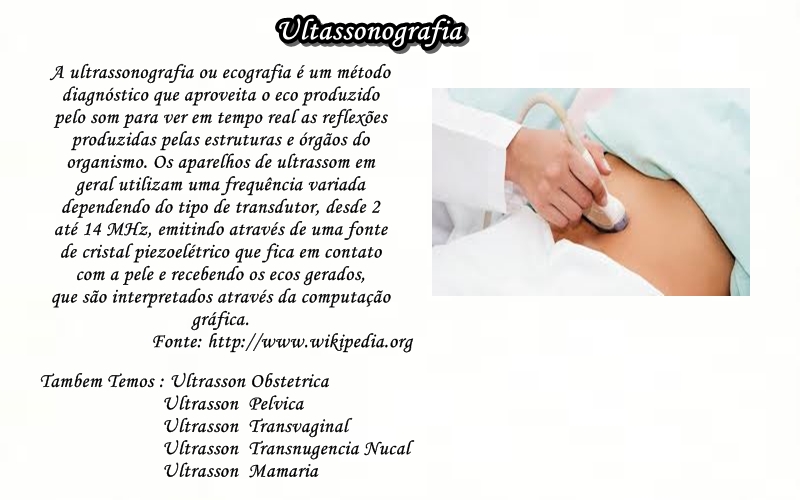 Ultassonografia
A ultrassonografia ou ecografia é um método
diagnóstico que aproveita o eco produzido
pelo som para ver em tempo real as reflexões
produzidas pelas estruturas e órgãos do
organismo. Os aparelhos de ultrassom em
geral utilizam uma frequência variada
dependendo do tipo de transdutor, desde 2
até 14 MHz, emitindo através de uma fonte
de cristal piezoelétrico que fica em contato
com a pele e recebendo os ecos gerados,
que são interpretados através da computação
gráfica.
Fonte: http://www.wikipedia.org
Tambem Temos : Ultrasson Obstetrica
Ultrasson Pelvica
Ultrasson Transvaginal
Ultrasson Transnugencia Nucal
Ultrasson Mamaria